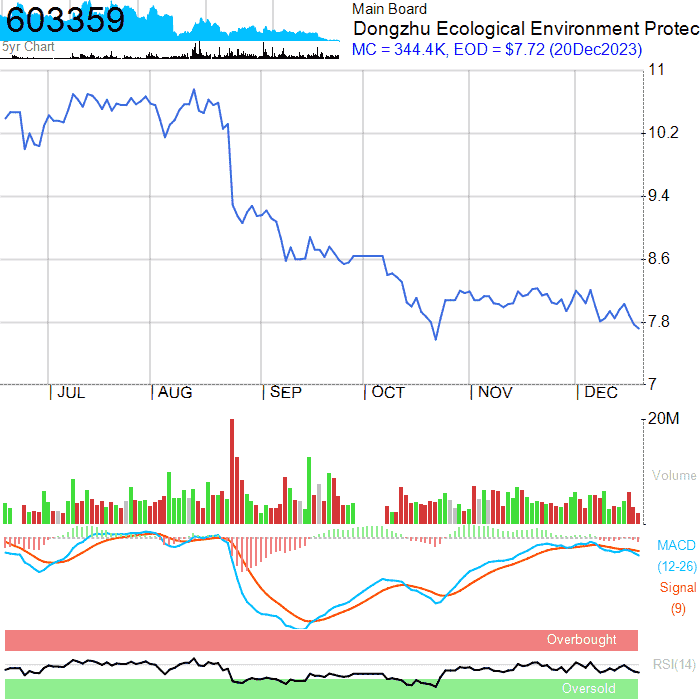 603359
5yr Chart
Main Board
Dongzhu Ecological Environment Protec
MC = 344.4K, EOD = $7.72 (20Dec2023)
11
10.2
9.4
8.6
7.8
7
| JUL | AUG | SEP | OCT | NOV | DEC
20M
Volume
MACD
(12-26)
Signal
(9)
Overbought
RSI(14)
Oversold